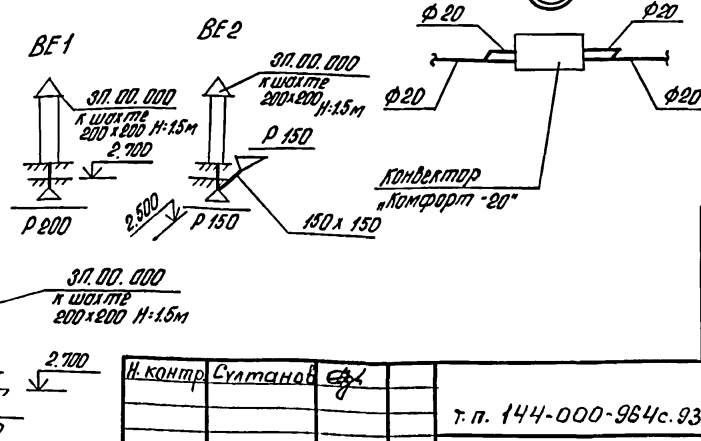 ВЕ1
ЗП.00.000
к шахте
200х200 Н:1.5м
2.700
Р 200
ВЕ2
ЗП.00.000
к шахте
200х200
Н:1.5м
Р 150
2.500
Р 150
150 х 150
Ф 20
Ф20
Ф20
Ф20
Конвектор
„Комфорт -20"
ЗП.00.000
к шахте
200х200 Н:1.5м
2.700
Н. контр. Султанов
т.п. 144-000-964с.93